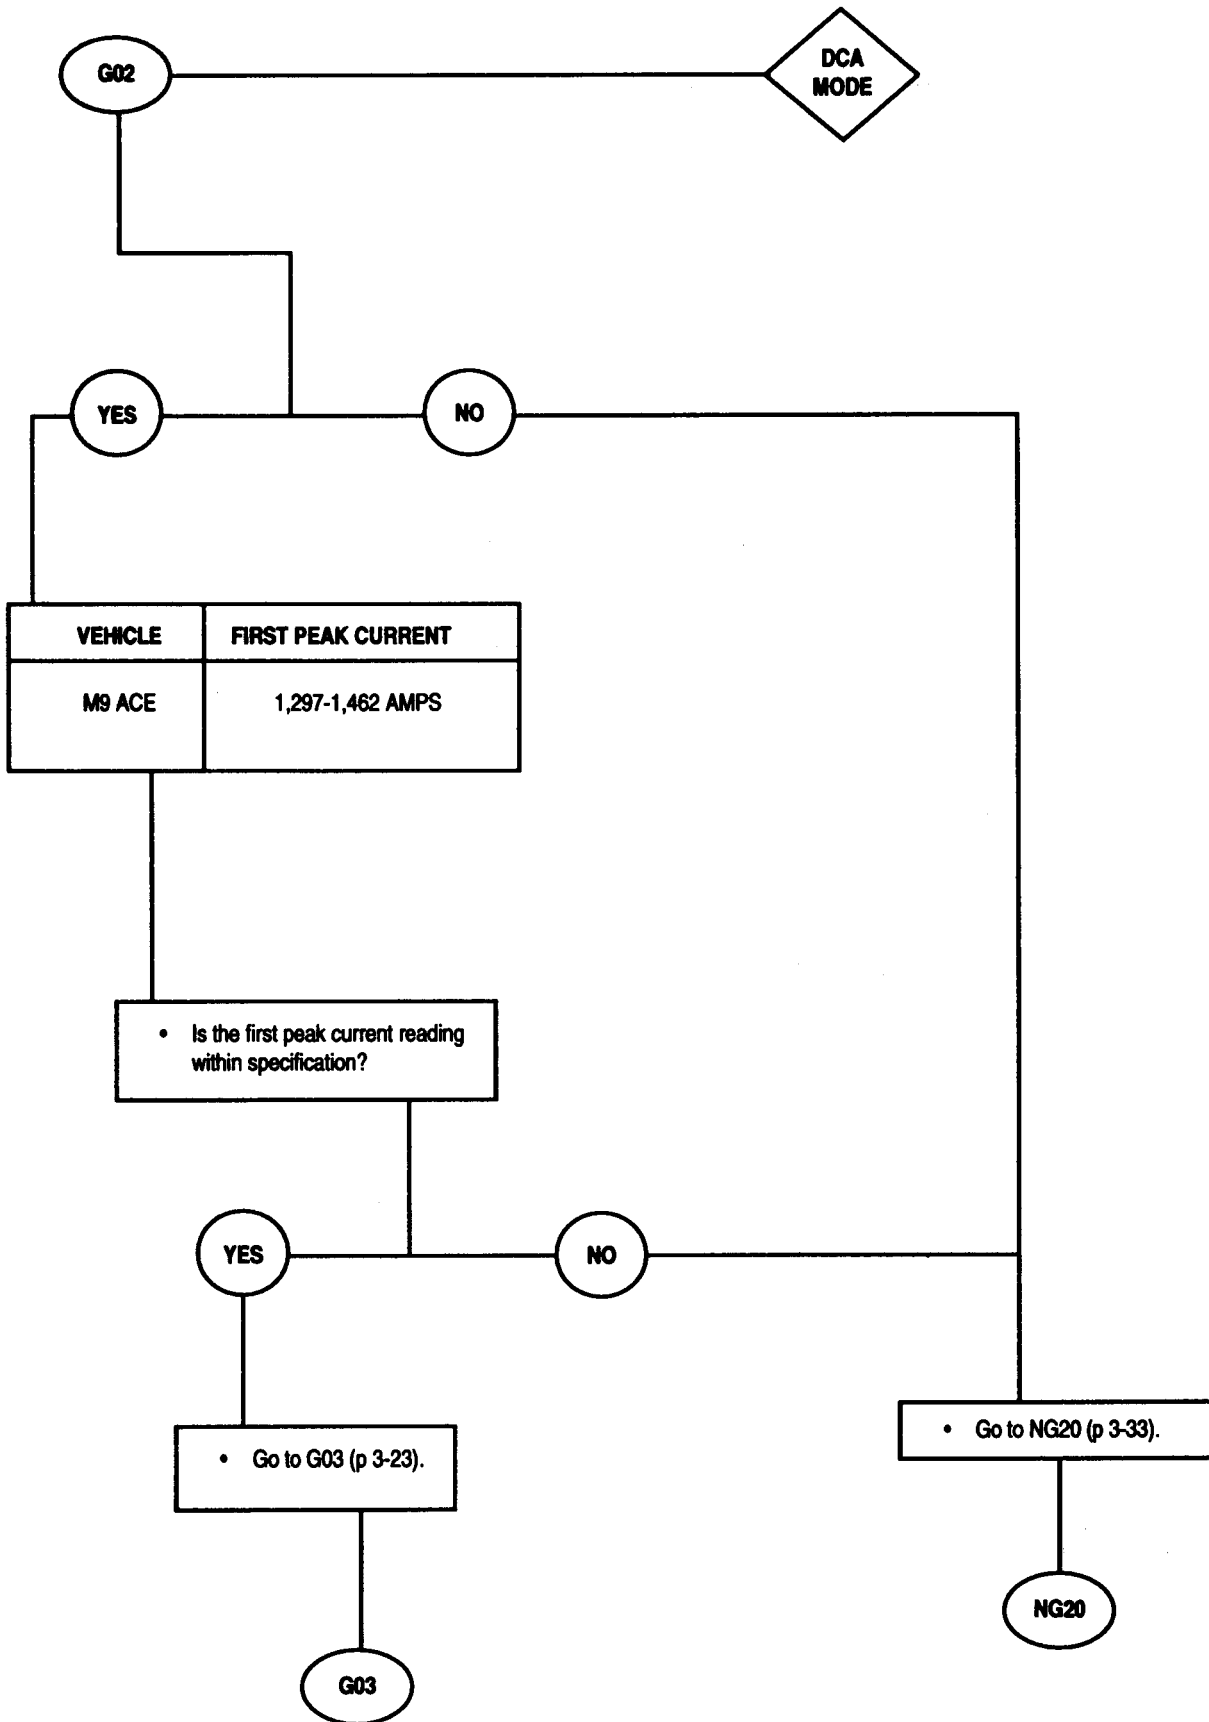 G02
DCA
MODE
YES
NO
VEHICLE
FIRST PEAK CURRENT
M9 ACE
1,297-1,462 AMPS
• Is the first peak current reading
within specification?
YES
NO
• Go to G03 (p 3-23).
• Go to NG20 (p 3-33).
NG20
G03